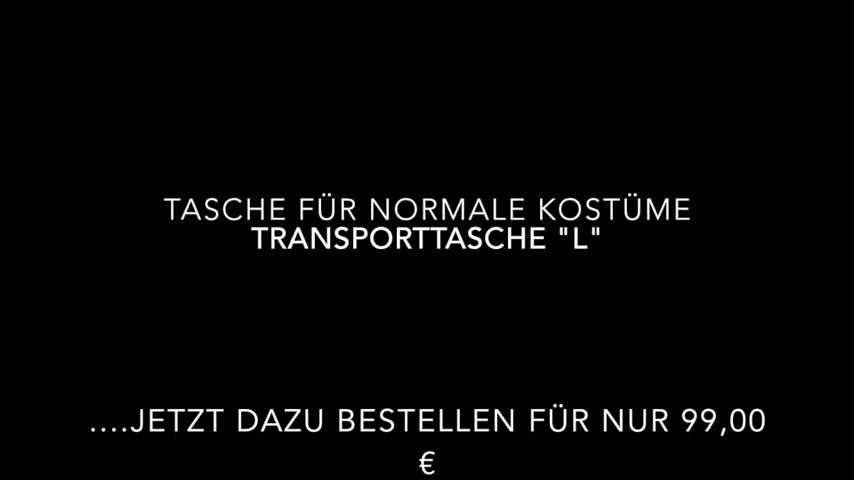 TASCHE FÜR NORMALE KOSTÜME
TRANSPORTTASCHE "L"
....JETZT DAZU BESTELLEN FÜR NUR 99,00
€